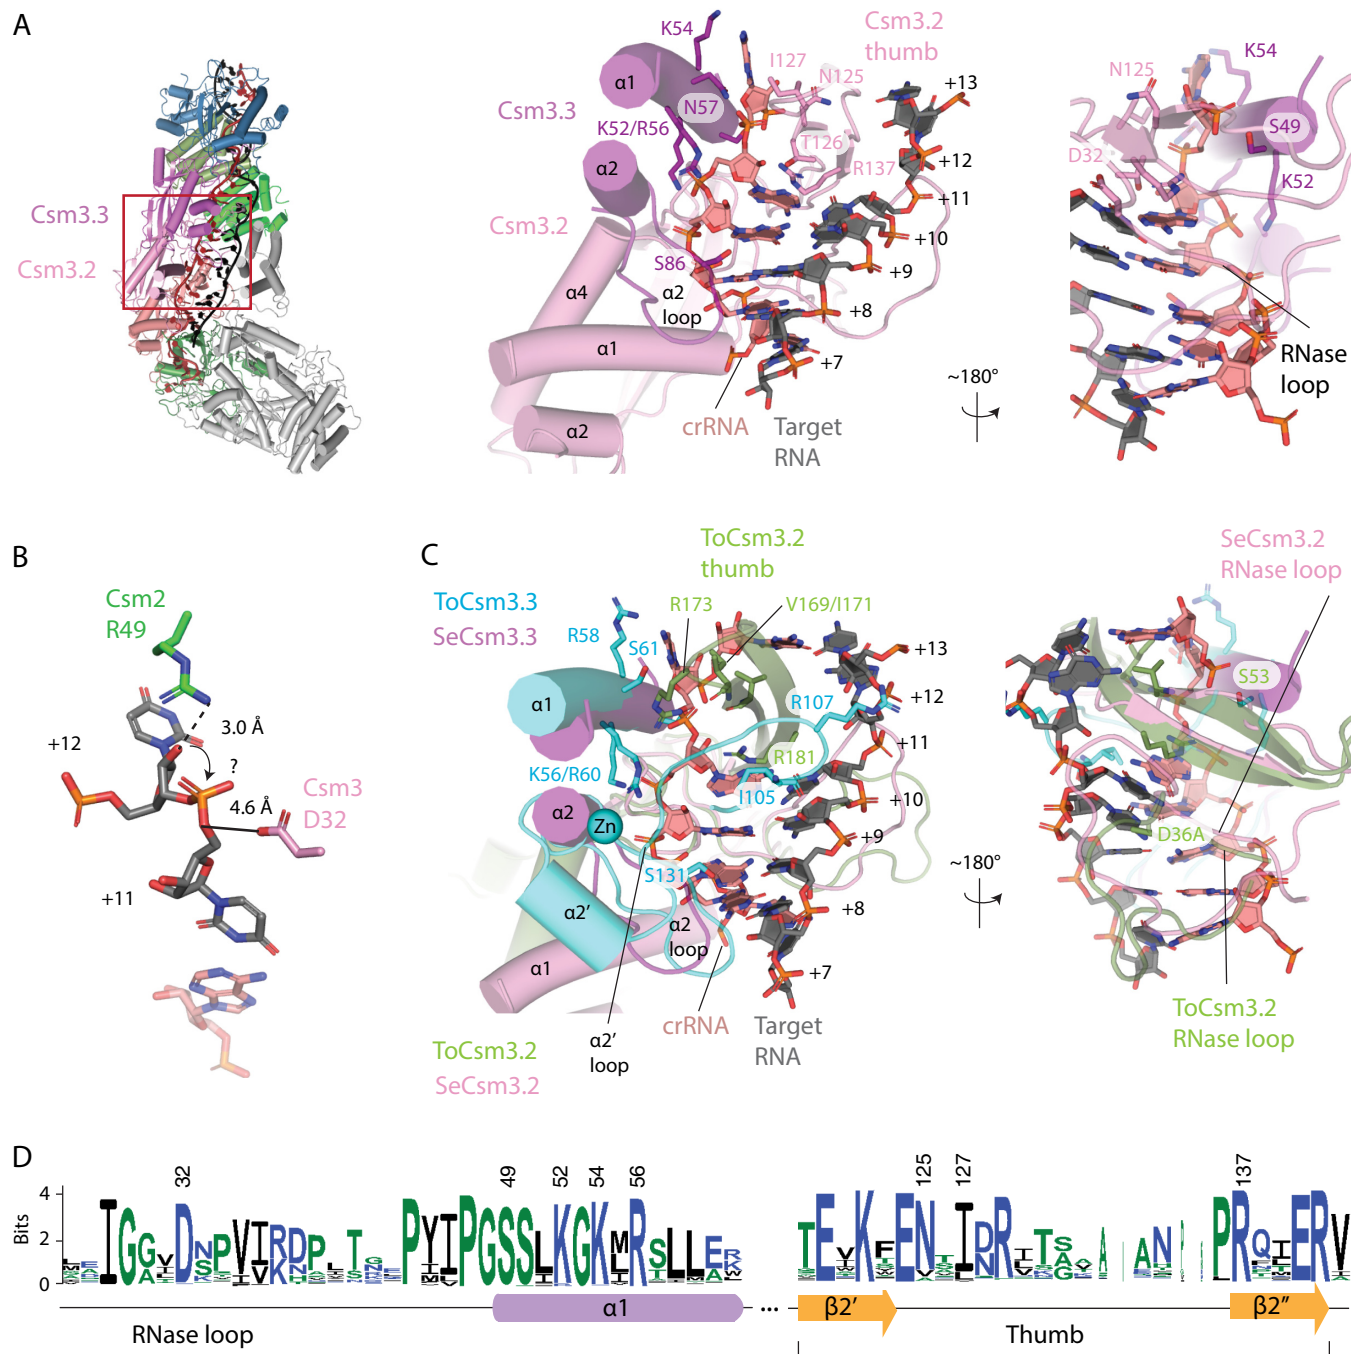 A
Csm3.3
Csm3.2
K54
Csm3.2
thumb
I127
N125
α1
+13
Csm3.3
N57
K52/R56
T126
+12
α2
R137
+11
Csm3.2
+10
S86
+9
α4
α2
loop
+8
α1
+7
α2
crRNA
Target
RNA
~180°
K54
N125
S49
D32
K52
RNase
loop
B
Csm2
R49
3.0 Å
+12
?
4.6 Å
Csm3
D32
+11
C
ToCsm3.2
thumb
ToCsm3.3
SeCsm3.3
R173
V169/I171
R58
S61
+13
α1
R107
+12
+11
R181
K56/R60
I105
+10
α2
Zn
+9
S131
α2'
α2
loop
+8
α1
+7
crRNA
Target
RNA
α2'
loop
ToCsm3.2
SeCsm3.2
~180°
SeCsm3.2
RNase loop
S53
D36A
ToCsm3.2
RNase loop
D
32
49
52
54
56
125
127
137
Bits
4
2
0
α1
...
β2'
β2"
RNase loop
Thumb